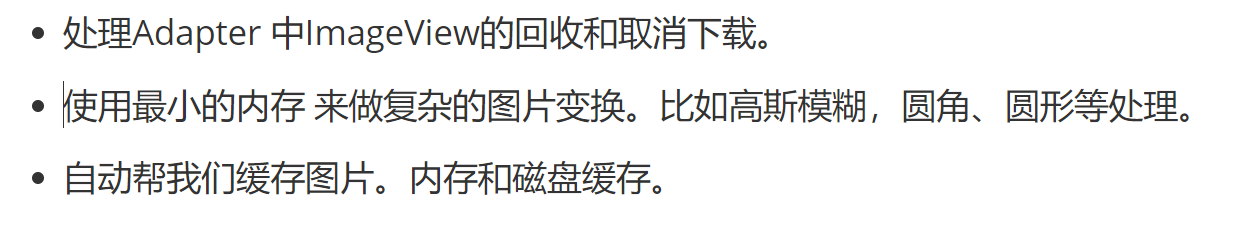 处理Adapter 中ImageView的回收和取消下载。
使用最小的内存 来做复杂的图片变换。比如高斯模糊，圆角、圆形等处理。
自动帮我们缓存图片。内存和磁盘缓存。